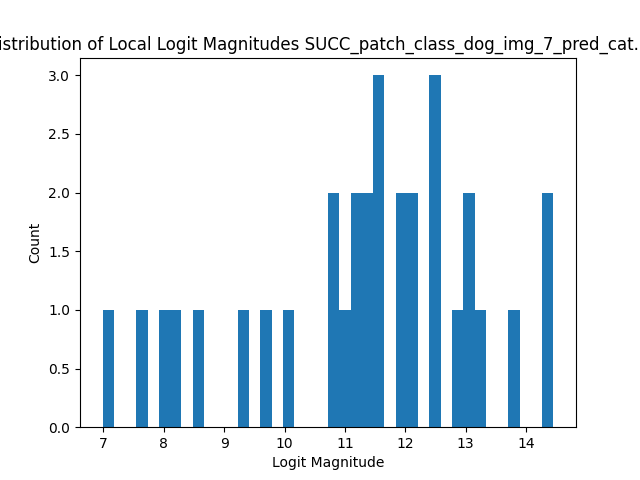 istribution of Local Logit Magnitudes SUCC_patch_class_dog_img_7_pred_cat.
3.0
2.5
2.0
1.5
1.0
0.5
0.0
Count
7 8 9 10 11 12 13 14
Logit Magnitude